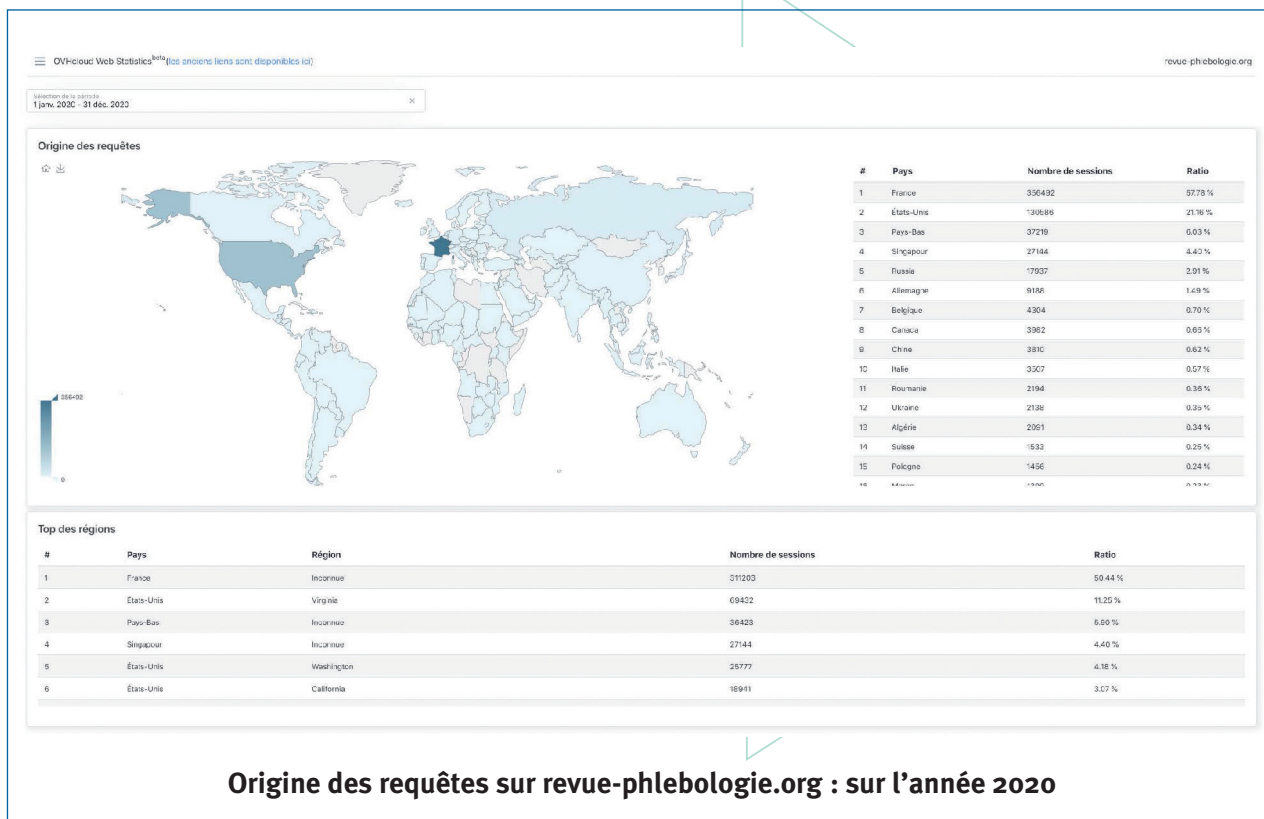 OVHcloud Web Statistics beta (les anciens liens sont disponibles ici)
revue-phlebologie.org
Sélection de la période
1 janv. 2020 - 31 déc. 2020
Origine des requêtes
# Pays Nombre de sessions Ratio
1 France 356492 57.78 %
2 États-Unis 130586 21.16 %
3 Pays-Bas 37219 6.03 %
4 Singapour 27144 4.40 %
5 Russia 17937 2.91 %
6 Allemagne 9188 1.49 %
7 Belgique 4304 0.70 %
8 Canada 3982 0.65 %
9 Chine 3810 0.62 %
10 Italie 3507 0.57 %
11 Roumanie 2194 0.36 %
12 Ukraine 2138 0.35 %
13 Algérie 2091 0.34 %
14 Suisse 1533 0.25 %
15 Pologne 1456 0.24 %
16 Maroc
356492
0
Top des régions
# Pays Région Nombre de sessions Ratio
1 France Inconnue 311203 50.44 %
2 États-Unis Virginia 69432 11.25 %
3 Pays-Bas Inconnue 36423 5.90 %
4 Singapour Inconnue 27144 4.40 %
5 États-Unis Washington 25777 4.18 %
6 États-Unis California 18941 3.07 %
Origine des requêtes sur revue-phlebologie.org : sur l'année 2020